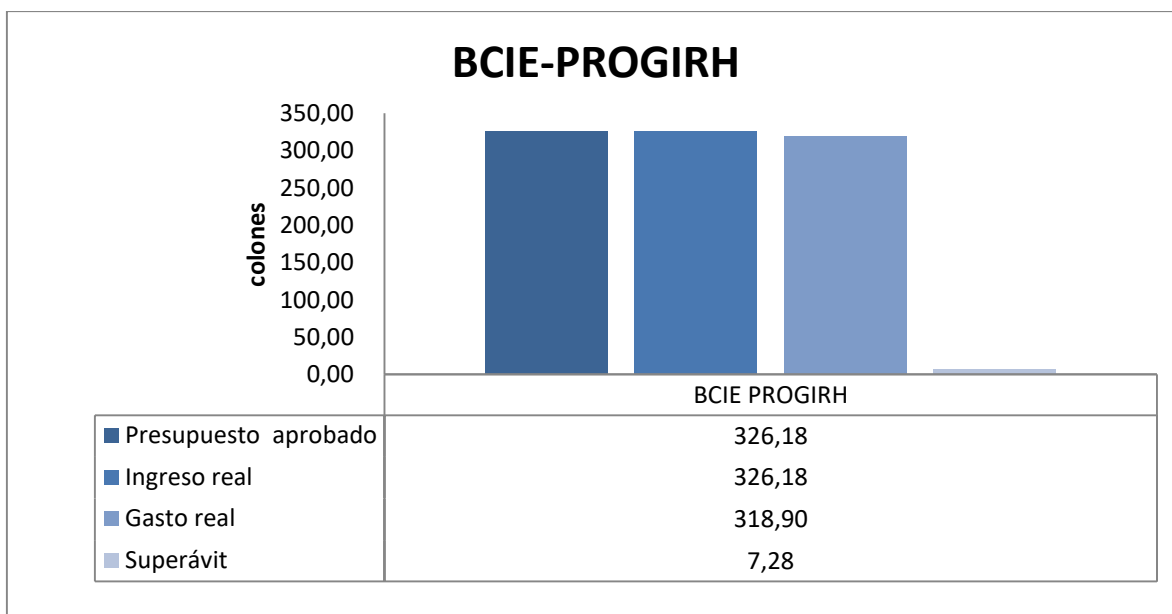 BCIE-PROGIRH
colones
350,00
300,00
250,00
200,00
150,00
100,00
50,00
0,00
BCIE PROGIRH
Presupuesto aprobado 326,18
Ingreso real 326,18
Gasto real 318,90
Superávit 7,28